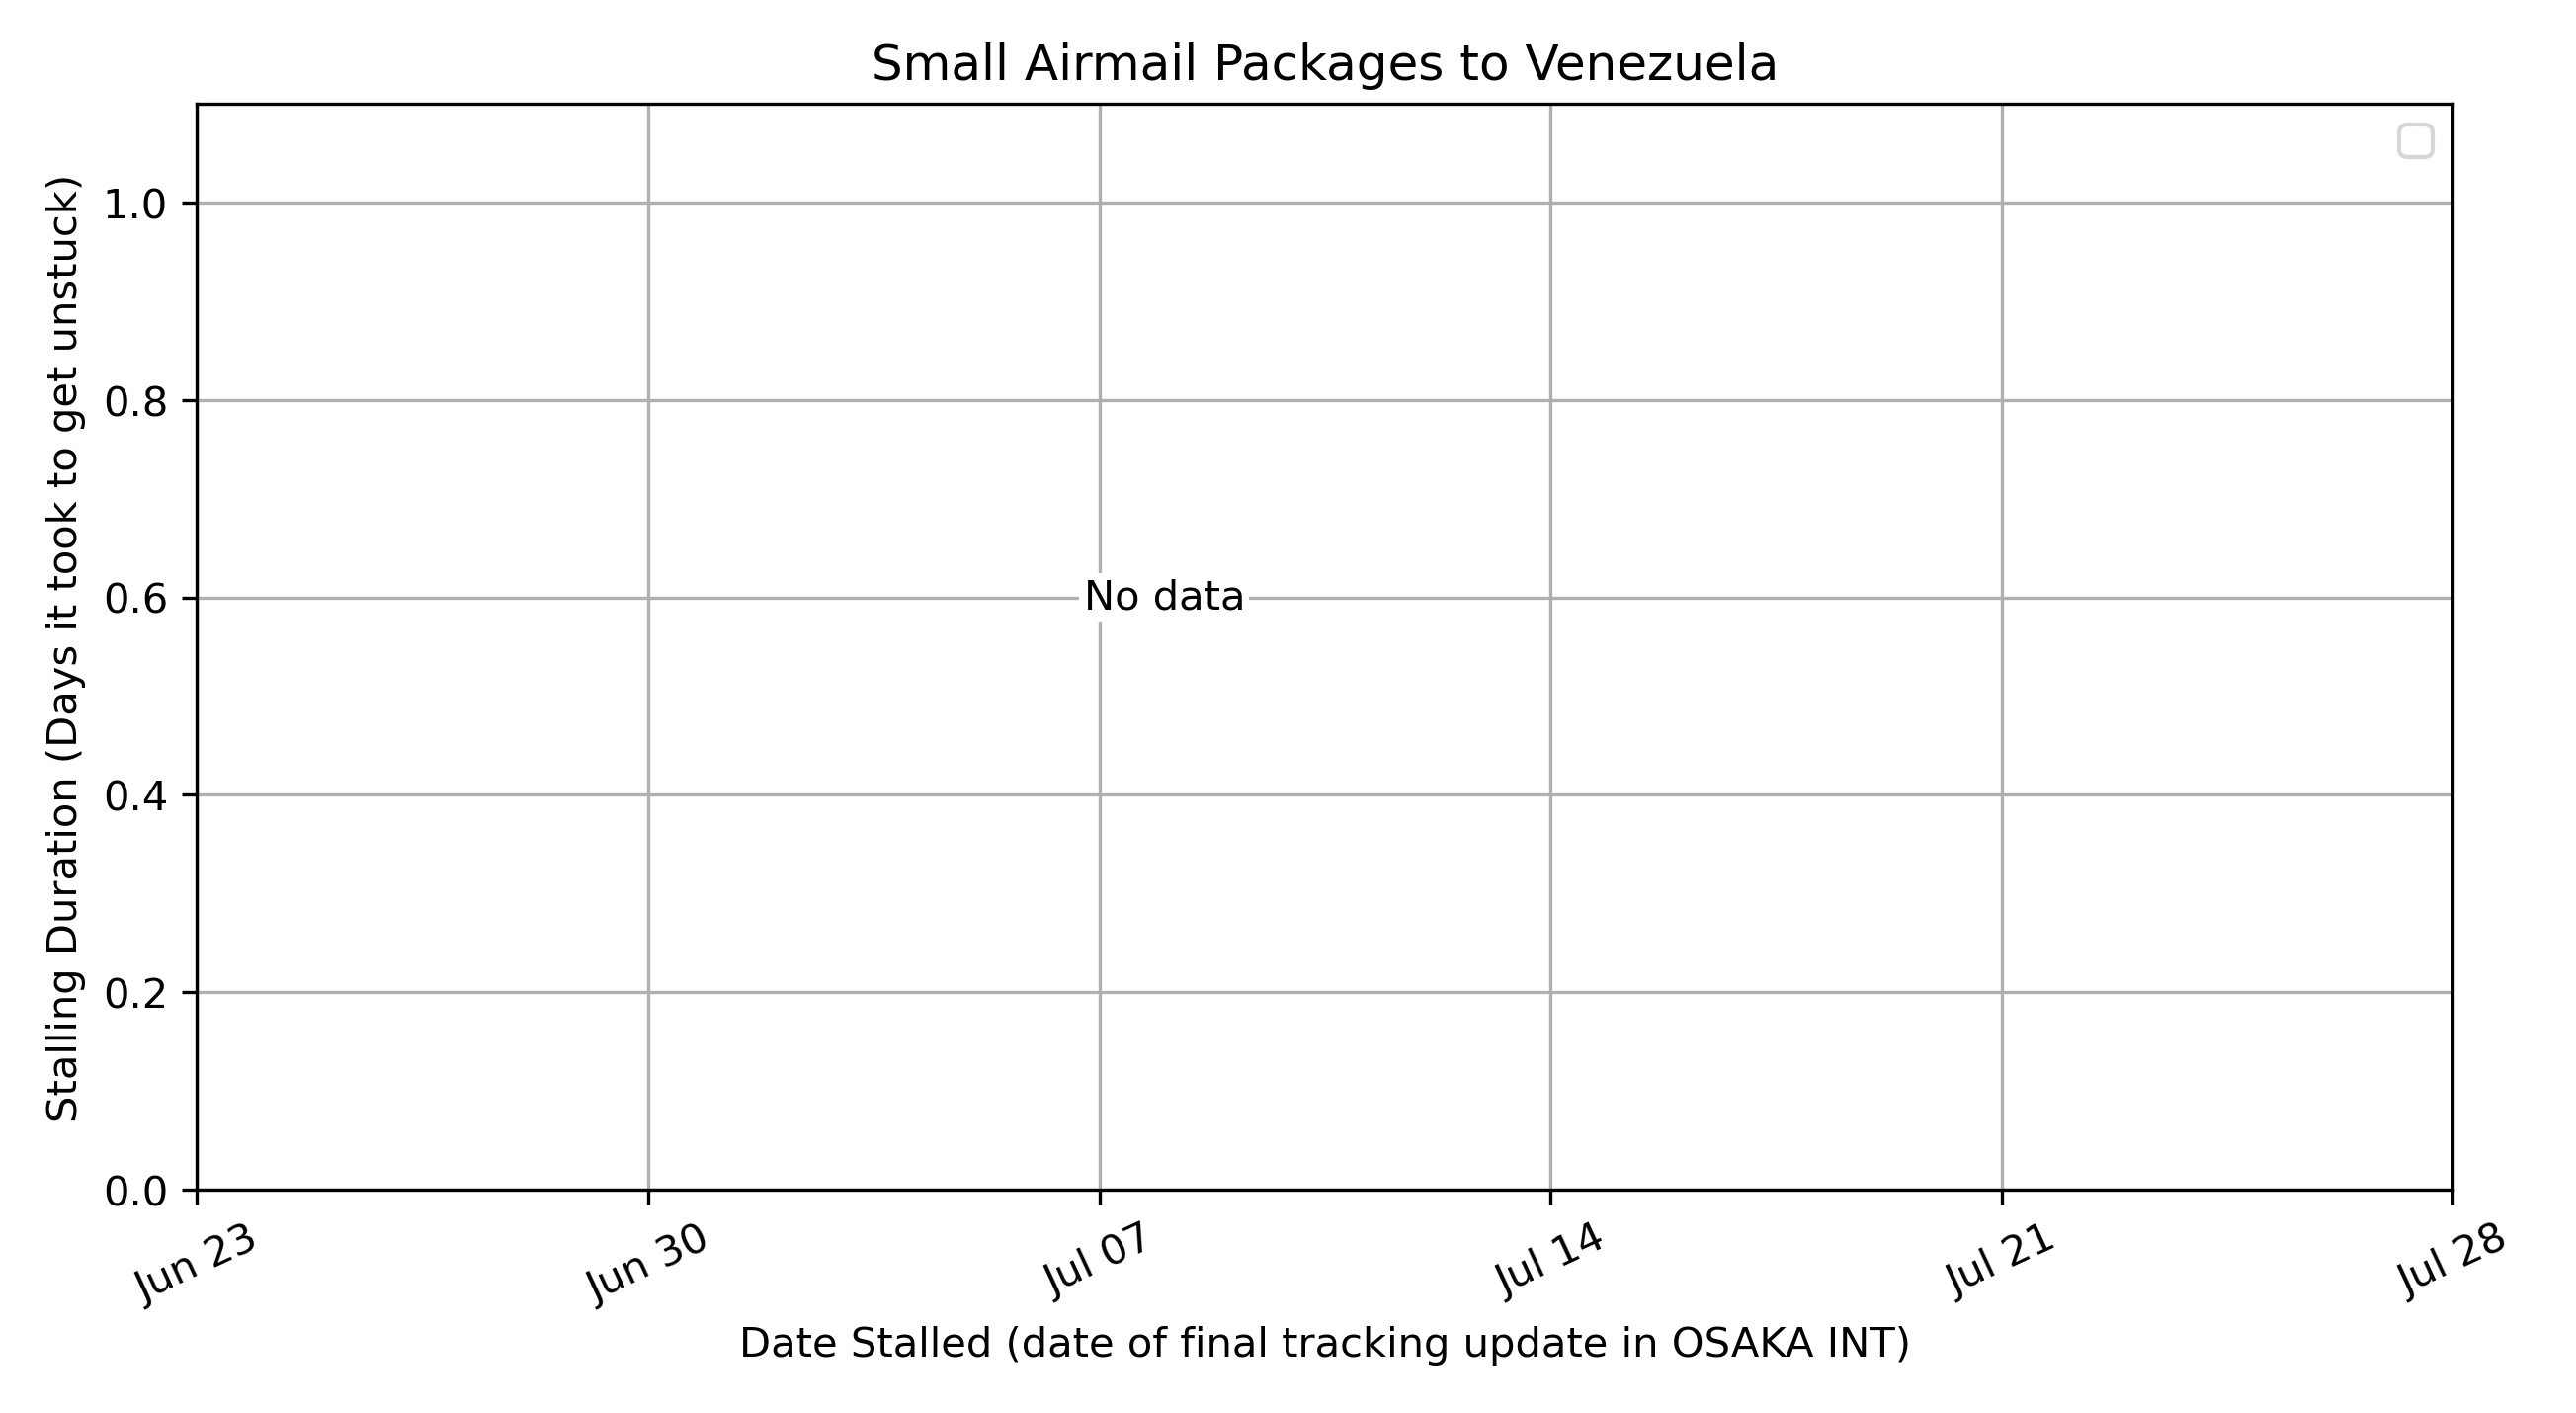 Small Airmail Packages to Venezuela
Stalling Duration (Days it took to get unstuck)
1.0
0.8
0.6
0.4
0.2
0.0
No data
Jun 23
Jun 30
Jul 07
Jul 14
Jul 21
Jul 28
Date Stalled (date of final tracking update in OSAKA INT)